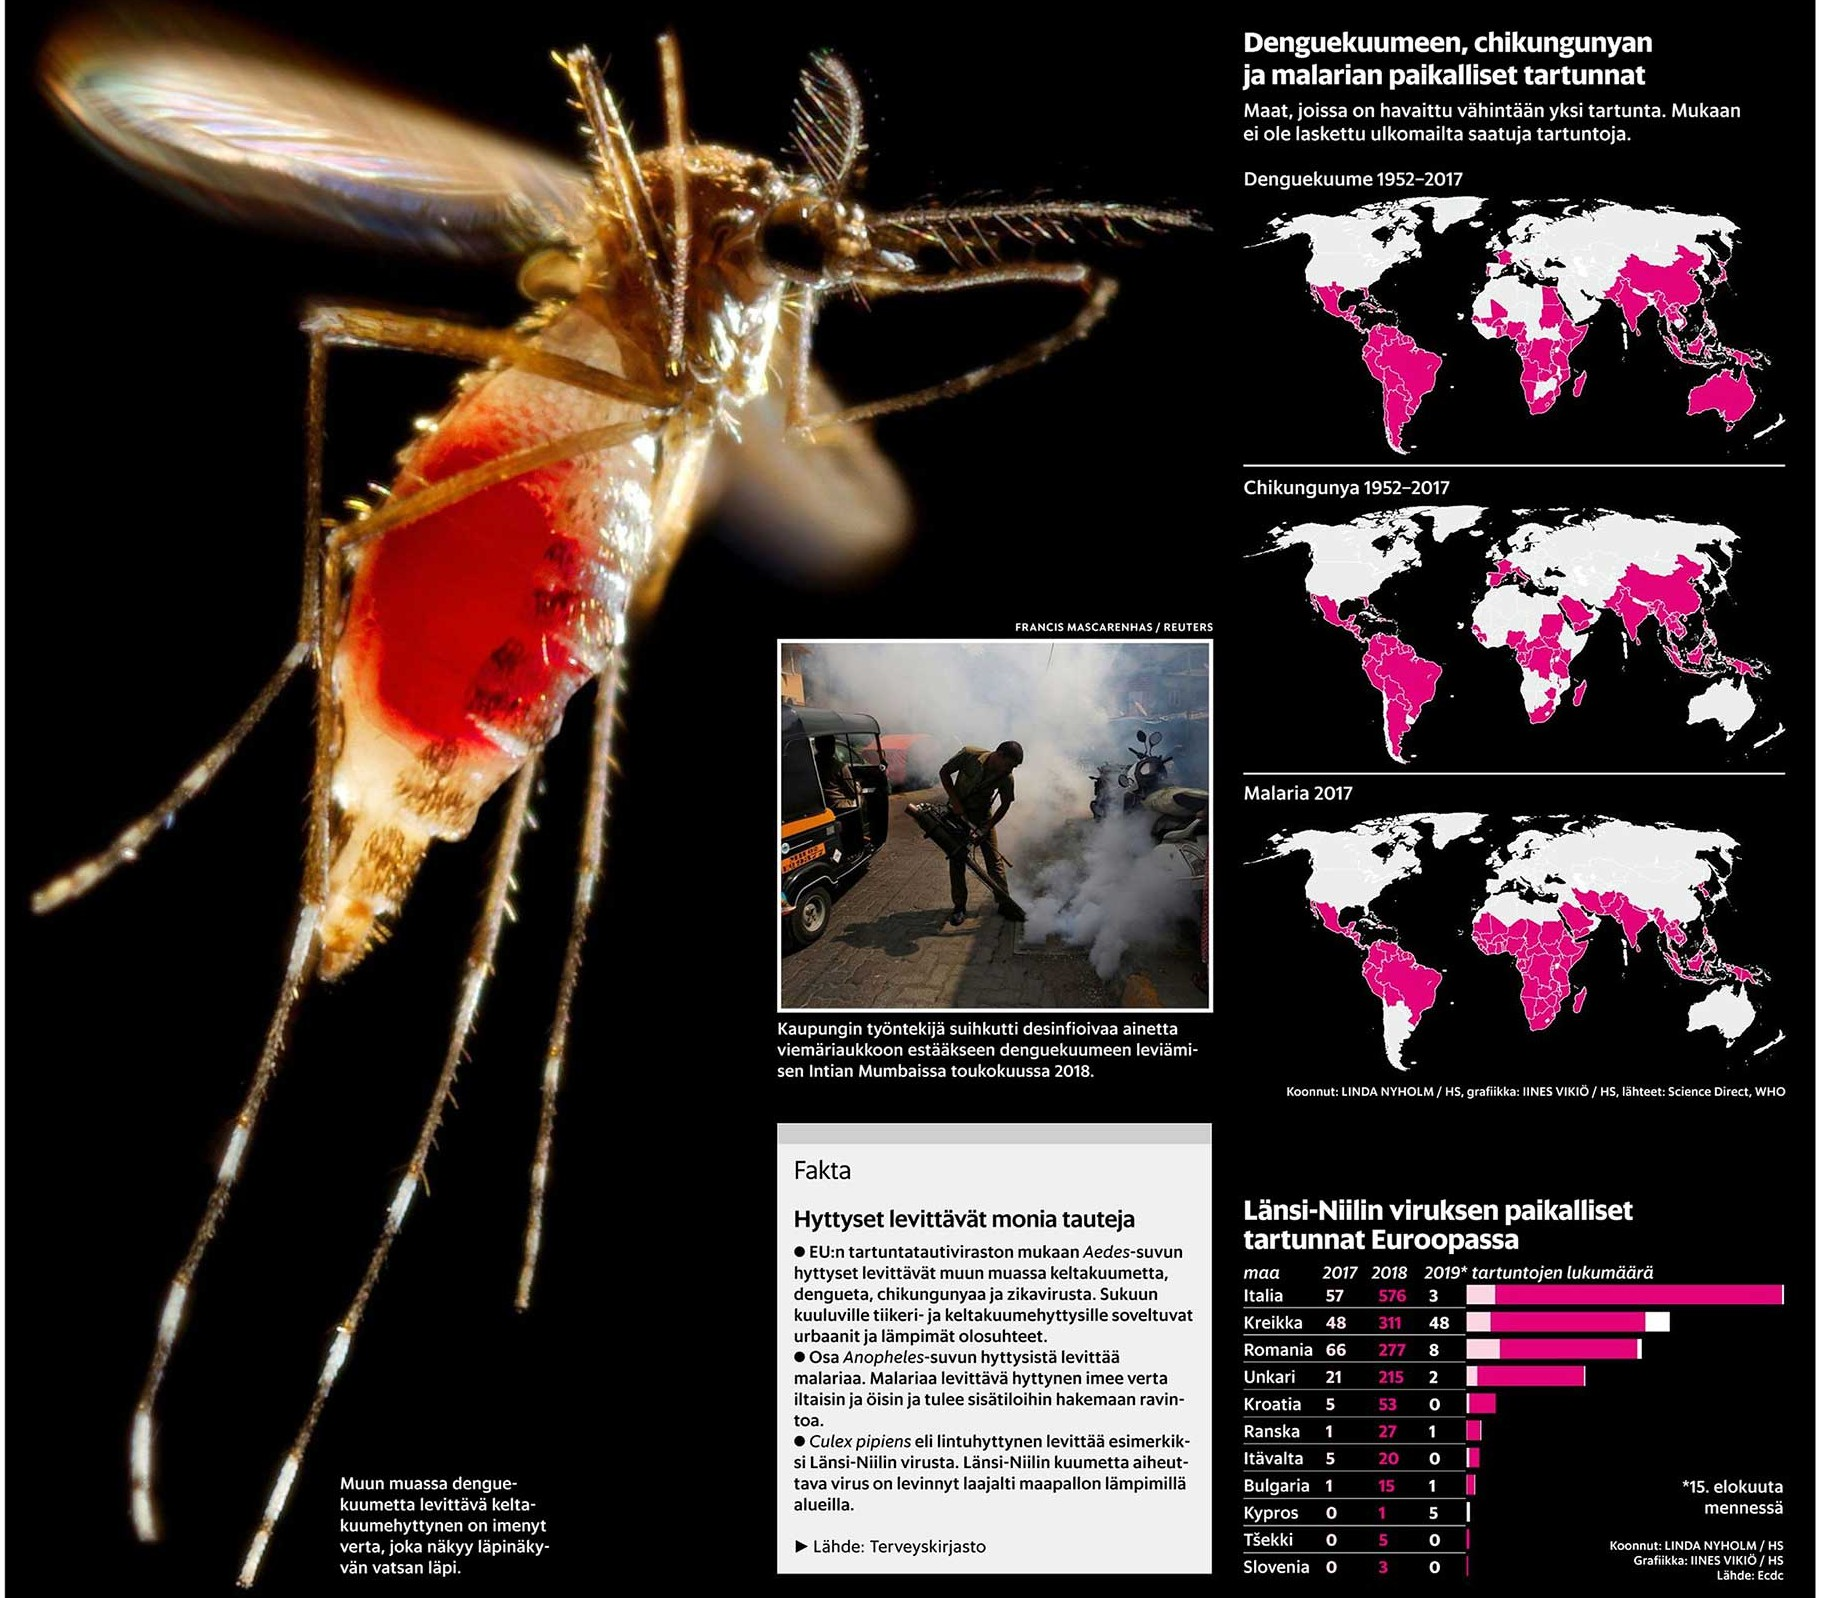 Denguekuumeen, chikungunyan
ja malarian paikalliset tartunnat
Maat, joissa on havaittu vähintään yksi tartunta. Mukaan
ei ole laskettu ulkomailta saatuja tartuntoja.
Denguekuume 1952–2017
Chikungunya 1952–2017
Malaria 2017
Koonnut: LINDA NYHOLM / HS, grafiikka: IINES VIKIÖ / HS, lähteet: Science Direct, WHO
FRANCIS MASCARENHAS / REUTERS
Kaupungin työntekijä suihkutti desinfioivaa ainetta
viemäriaukkoon estääkseen denguekuumeen leviämi-
sen Intian Mumbaissa toukokuussa 2018.
Fakta
Hyttyset levittävät monia tauteja
● EU:n tartuntatautiviraston mukaan Aedes-suvun
hyttyset levittävät muun muassa keltakuumetta,
dengueta, chikungunyaa ja zikavirusta. Sukuun
kuuluville tiikeri- ja keltakuumehyttysille soveltuvat
urbaanit ja lämpimät olosuhteet.
● Osa Anopheles-suvun hyttysistä levittää
malariaa. Malariaa levittävä hyttynen imee verta
iltaisin ja öisin ja tulee sisätiloihin hakemaan ravin-
toa.
● Culex pipiens eli lintuhyttynen levittää esimerkik-
si Länsi-Niilin virusta. Länsi-Niilin kuumetta aiheut-
tava virus on levinnyt laajalti maapallon lämpimillä
alueilla.
▶ Lähde: Terveyskirjasto
Muun muassa dengue-
kuumetta levittävä kelta-
kuumehyttynen on imenyt
verta, joka näkyy läpinäky-
vän vatsan läpi.
Länsi-Niilin viruksen paikalliset
tartunnat Euroopassa
maa 2017 2018 2019* tartuntojen lukumäärä
Italia 57 576 3
Kreikka 48 311 48
Romania 66 277 8
Unkari 21 215 2
Kroatia 5 53 0
Ranska 1 27 1
Itävalta 5 20 0
Bulgaria 1 15 1
Kypros 0 1 5
Tšekki 0 5 0
Slovenia 0 3 0
*15. elokuuta
mennessä
Koonnut: LINDA NYHOLM / HS
Grafiikka: IINES VIKIÖ / HS
Lähde: Ecdc